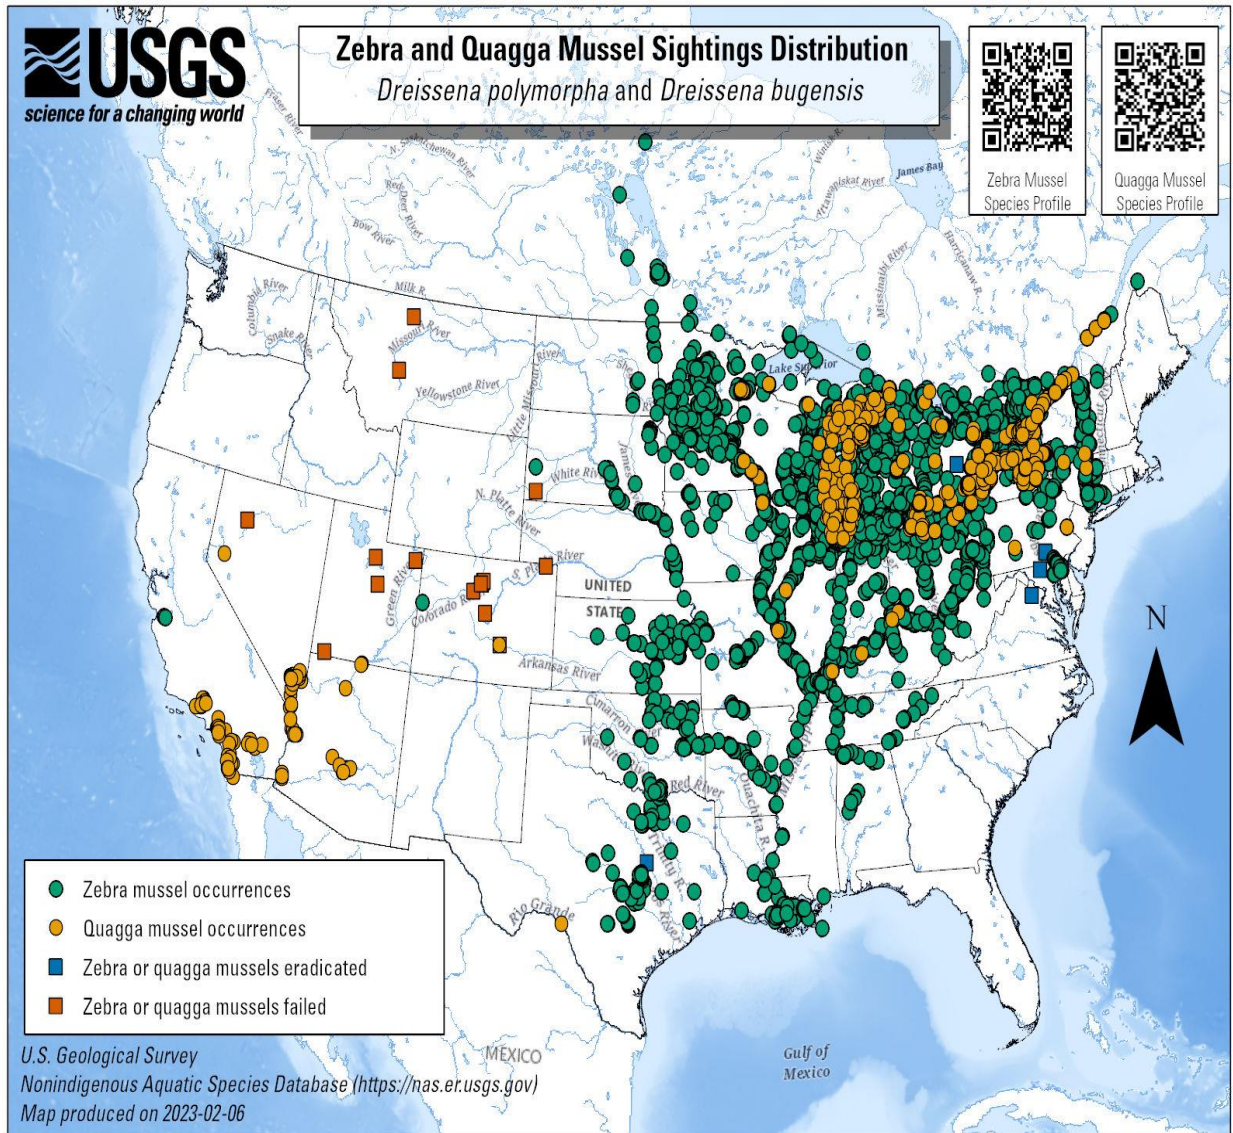 USGS
science for a changing world
Zebra and Quagga Mussel Sightings Distribution
Dreissena polymorpha and Dreissena bugensis
Zebra Mussel
Species Profile
Quagga Mussel
Species Profile
Fraser River
N. Saskatchewan River
Red Deer River
Bow River
Winisk R.
James Bay
Attawapiskat River
Missinaibi River
Harricanaw R.
Columbia River
Snake River
Milk R.
Missouri River
Yellowstone River
Little Missouri River
Lake Superior
James
White River
N. Platte River
S. Platte River
Green River
Colorado
UNITED
STATES
Arkansas River
Cimarron River
Red River
Ouachita R.
Mississippi
Connecticut River
Trinity R.
Rio Grande
N
Zebra mussel occurrences
Quagga mussel occurrences
Zebra or quagga mussels eradicated
Zebra or quagga mussels failed
MEXICO
Gulf of
Mexico
U.S. Geological Survey
Nonindigenous Aquatic Species Database (https://nas.er.usgs.gov)
Map produced on 2023-02-06